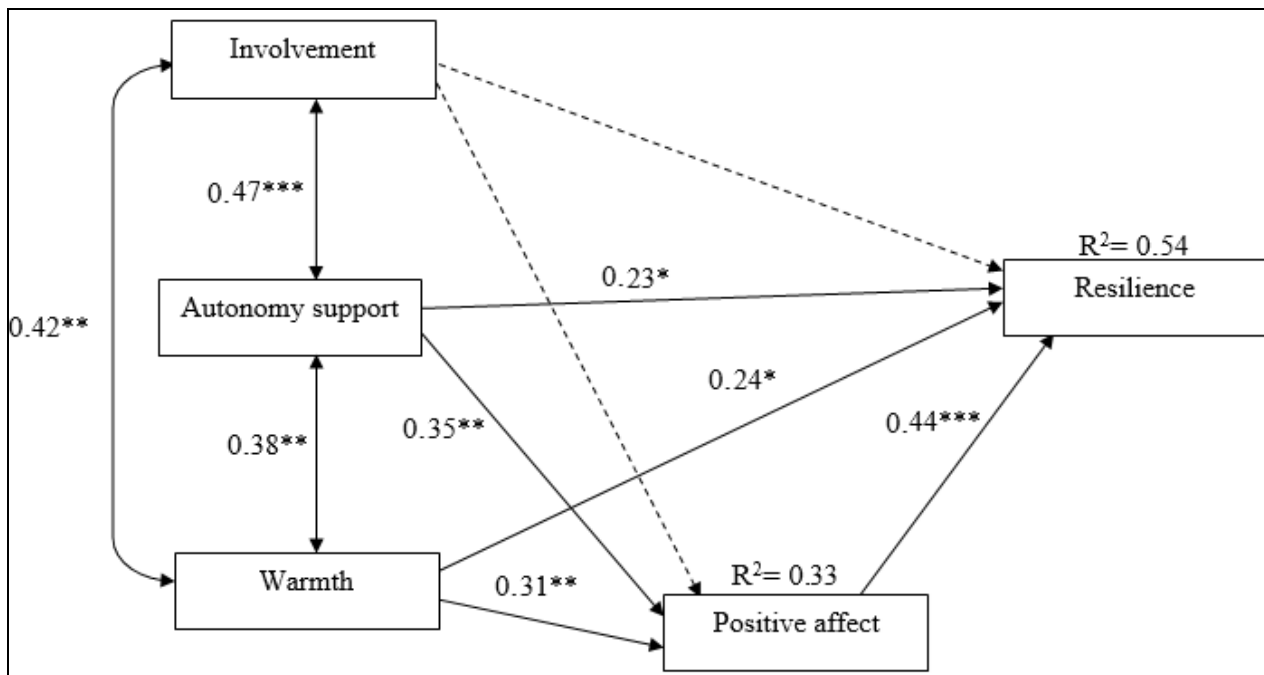 Involvement
0.47***
R²= 0.54
0.23*
Resilience
Autonomy support
0.42**
0.24*
0.35**
0.44***
0.38**
R²= 0.33
Warmth
0.31**
Positive affect